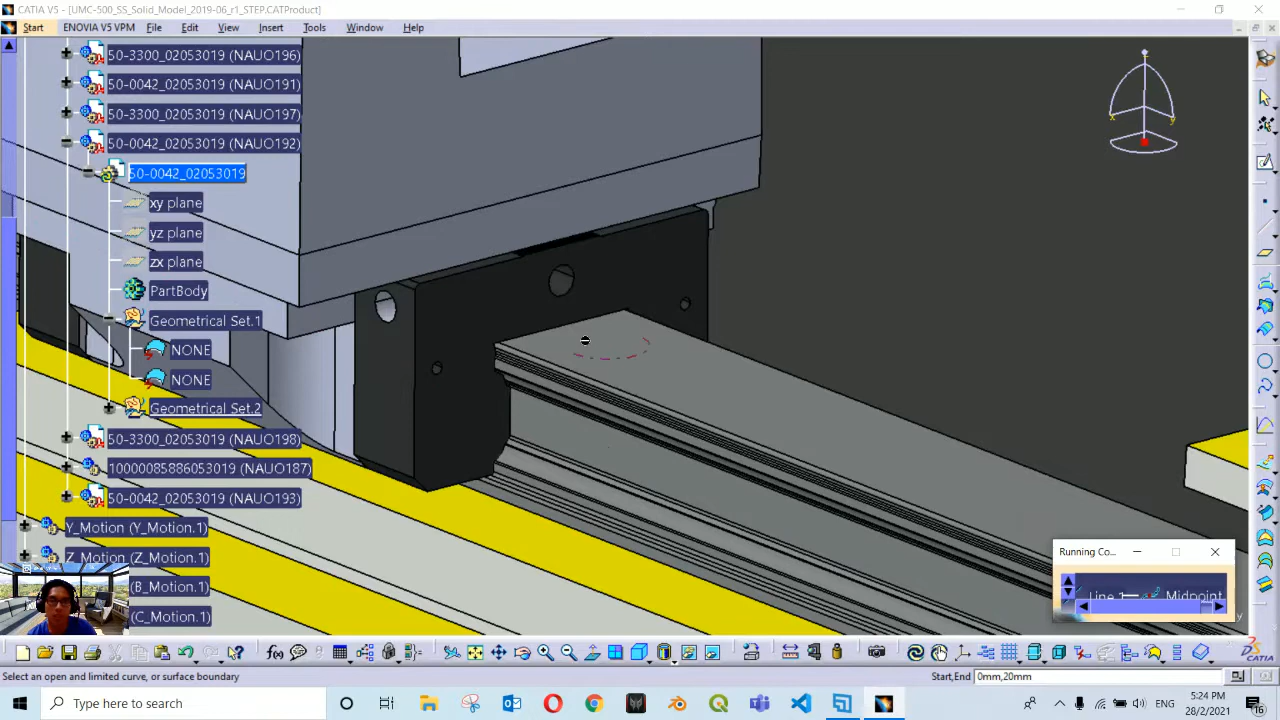 CATIA V5 - [UMC-500_SS_Solid_Model_2019-06_r1_STEP.CATProduct]
Start ENOVIA V5 VPM File Edit View Insert Tools Window Help
50-3300_02053019 (NAUO196)
50-0042_02053019 (NAUO191)
50-3300_02053019 (NAUO197)
50-0042_02053019 (NAUO192)
50-0042_02053019
xy plane
yz plane
zx plane
PartBody
Geometrical Set.1
NONE
NONE
Geometrical Set.2
50-3300_02053019 (NAUO198)
10000085886053019 (NAUO187)
50-0042_02053019 (NAUO193)
Y_Motion (Y_Motion.1)
Z_Motion (Z_Motion.1)
(B_Motion.1)
(C_Motion.1)
x
y
Running Co...
Midpoint
y
f(x)
CATIA
Select an open and limited curve, or surface boundary
Start,End 0mm,20mm
Type here to search
ENG
5:24 PM
28/2/2021
16